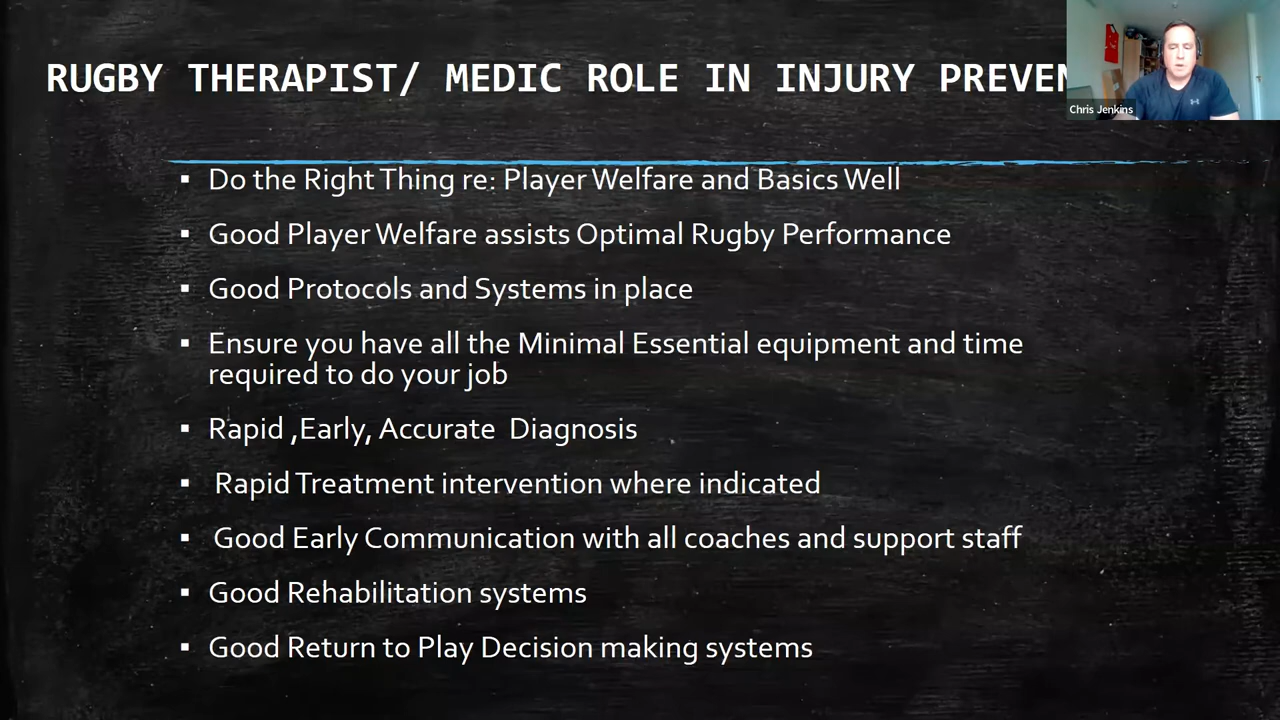 RUGBY THERAPIST/ MEDIC ROLE IN INJURY PREVEN
Chris Jenkins
▪ Do the Right Thing re: Player Welfare and Basics Well
▪ Good Player Welfare assists Optimal Rugby Performance
▪ Good Protocols and Systems in place
▪ Ensure you have all the Minimal Essential equipment and time
required to do your job
▪ Rapid ,Early, Accurate  Diagnosis
▪ Rapid Treatment intervention where indicated
▪ Good Early Communication with all coaches and support staff
▪ Good Rehabilitation systems
▪ Good Return to Play Decision making systems